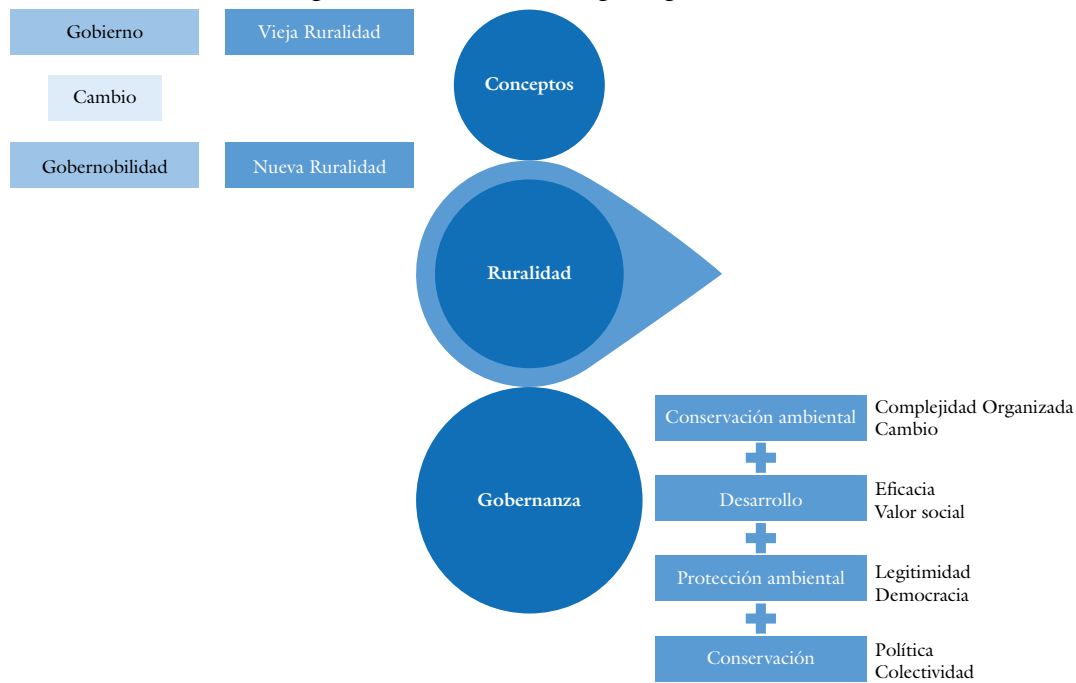 Gobierno
Vieja Ruralidad
Cambio
Gobernobilidad
Nueva Ruralidad
Conceptos
Ruralidad
Gobernanza
Conservación ambiental
Complejidad Organizada
Cambio
Desarrollo
Eficacia
Valor social
Protección ambiental
Legitimidad
Democracia
Conservación
Política
Colectividad